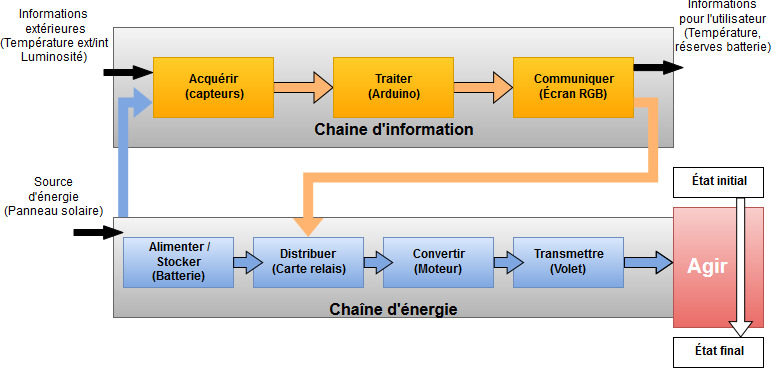 Informations
extérieures
(Température ext/int
Luminosité)
Informations
pour l'utilisateur
(Température,
réserves batterie)
Acquérir
(capteurs)
Traiter
(Arduino)
Communiquer
(Écran RGB)
Chaine d'information
Source
d'énergie
(Panneau solaire)
État initial
Alimenter /
Stocker
(Batterie)
Distribuer
(Carte relais)
Convertir
(Moteur)
Transmettre
(Volet)
Agir
Chaîne d'énergie
État final